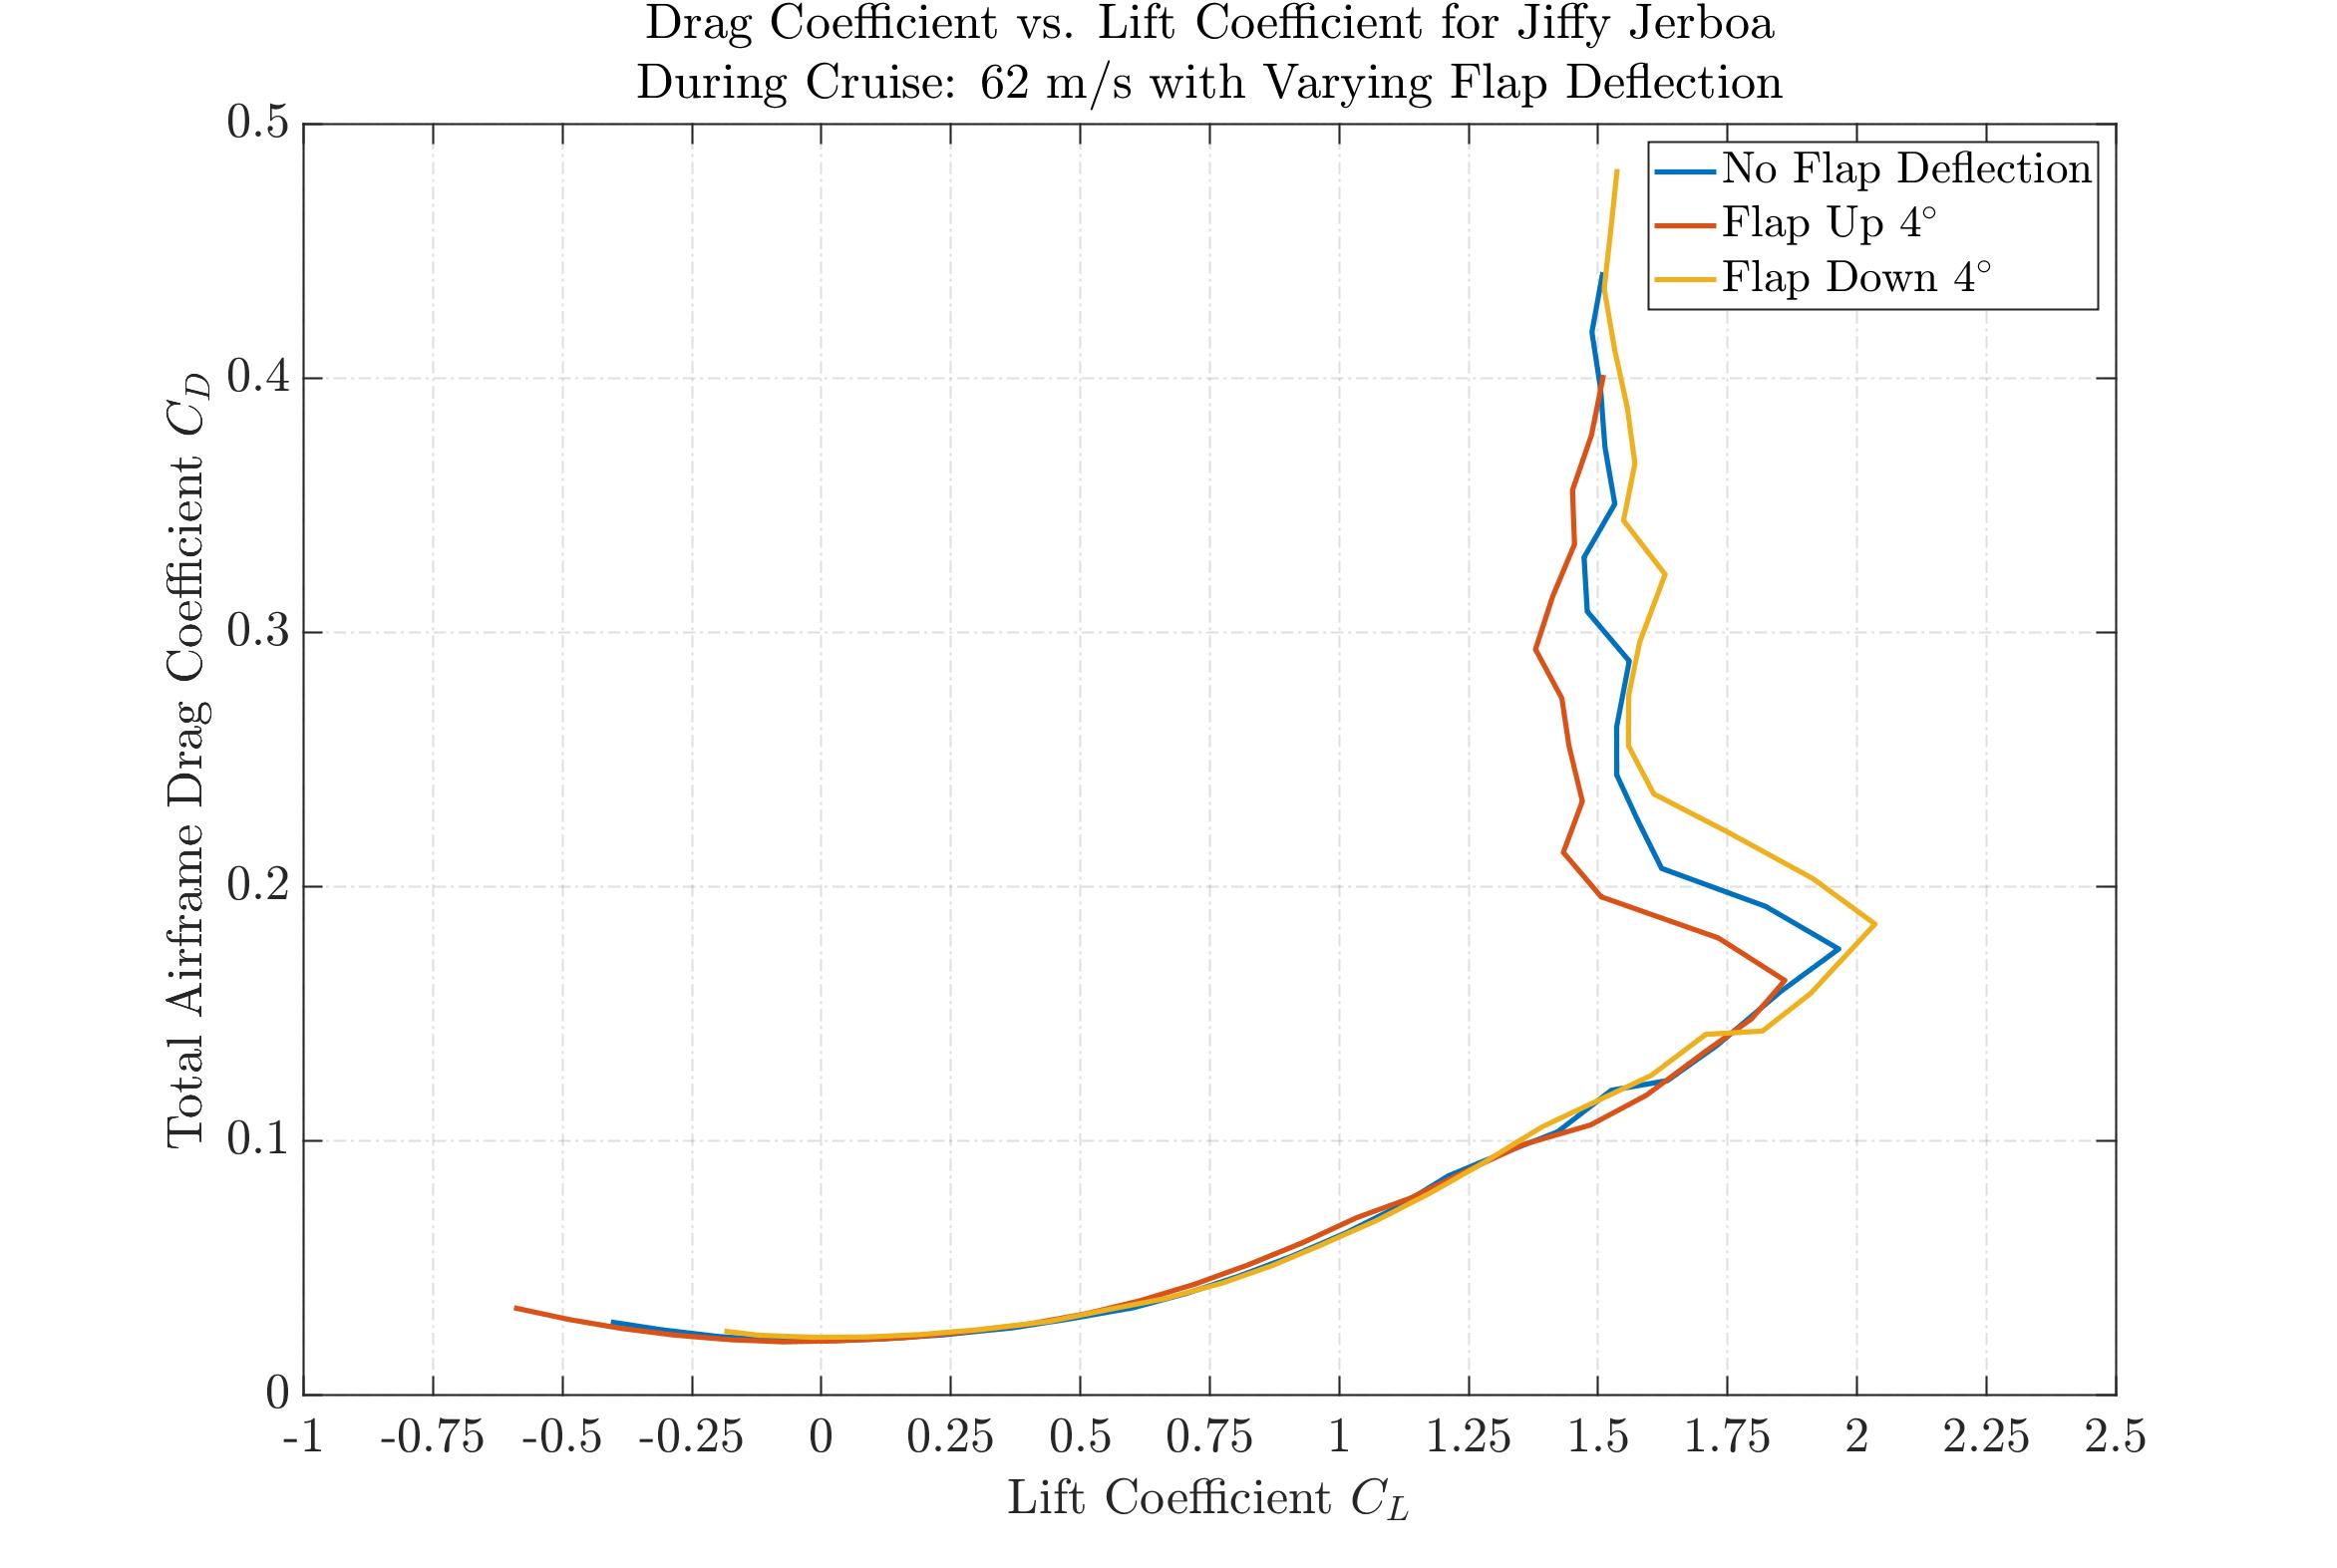 Drag Coefficient vs. Lift Coefficient for Jiffy Jerboa
During Cruise: 62 m/s with Varying Flap Deflection
No Flap Deflection
Flap Up 4°
Flap Down 4°
Total Airframe Drag Coefficient C_D
0.5
0.4
0.3
0.2
0.1
0
-1 -0.75 -0.5 -0.25 0 0.25 0.5 0.75 1 1.25 1.5 1.75 2 2.25 2.5
Lift Coefficient C_L